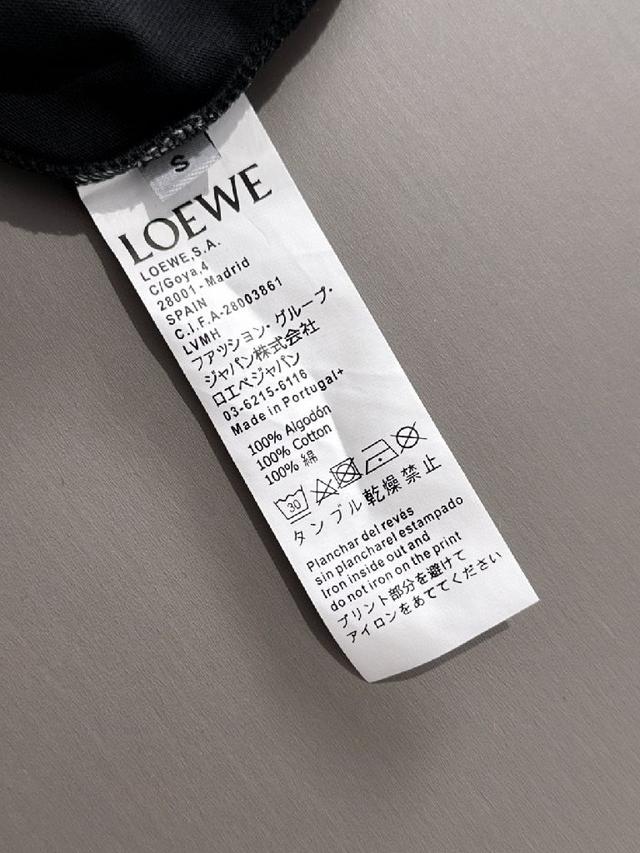 S
LOEWE
LOEWE,S.A.
C/Goya,4
28001-Madrid
SPAIN
C.I.F.A-28003861
LVMH
ファッション・グループ・
ジャパン株式会社
ロエベジャパン
03-6215-6116
Made in Portugal+
100% Algodón
100% Cotton
100% 綿
30
タンブル乾燥禁止
Planchar del revés
sin plancharel estampado
Iron inside out and
do not iron on the print
プリント部分を避けて
アイロンをあててください